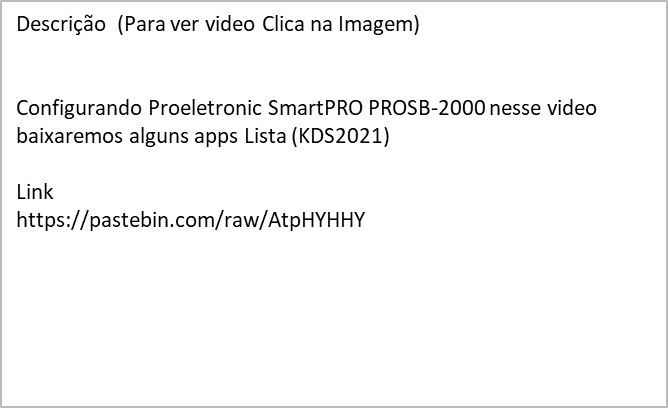 Descrição  (Para ver video Clica na Imagem)
Configurando Proeletronic SmartPRO PROSB-2000 nesse video
baixaremos alguns apps Lista (KDS2021)
Link
https://pastebin.com/raw/AtpHYHHY